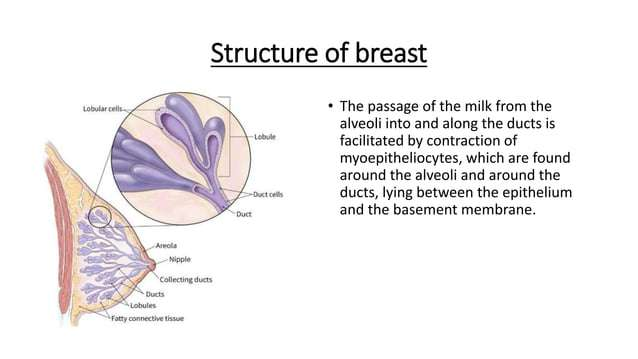 Structure of breast
Lobular cells
Lobule
Duct cells
Duct
Areola
Nipple
Collecting ducts
Ducts
Lobules
Fatty connective tissue
• The passage of the milk from the
alveoli into and along the ducts is
facilitated by contraction of
myoepitheliocytes, which are found
around the alveoli and around the
ducts, lying between the epithelium
and the basement membrane.